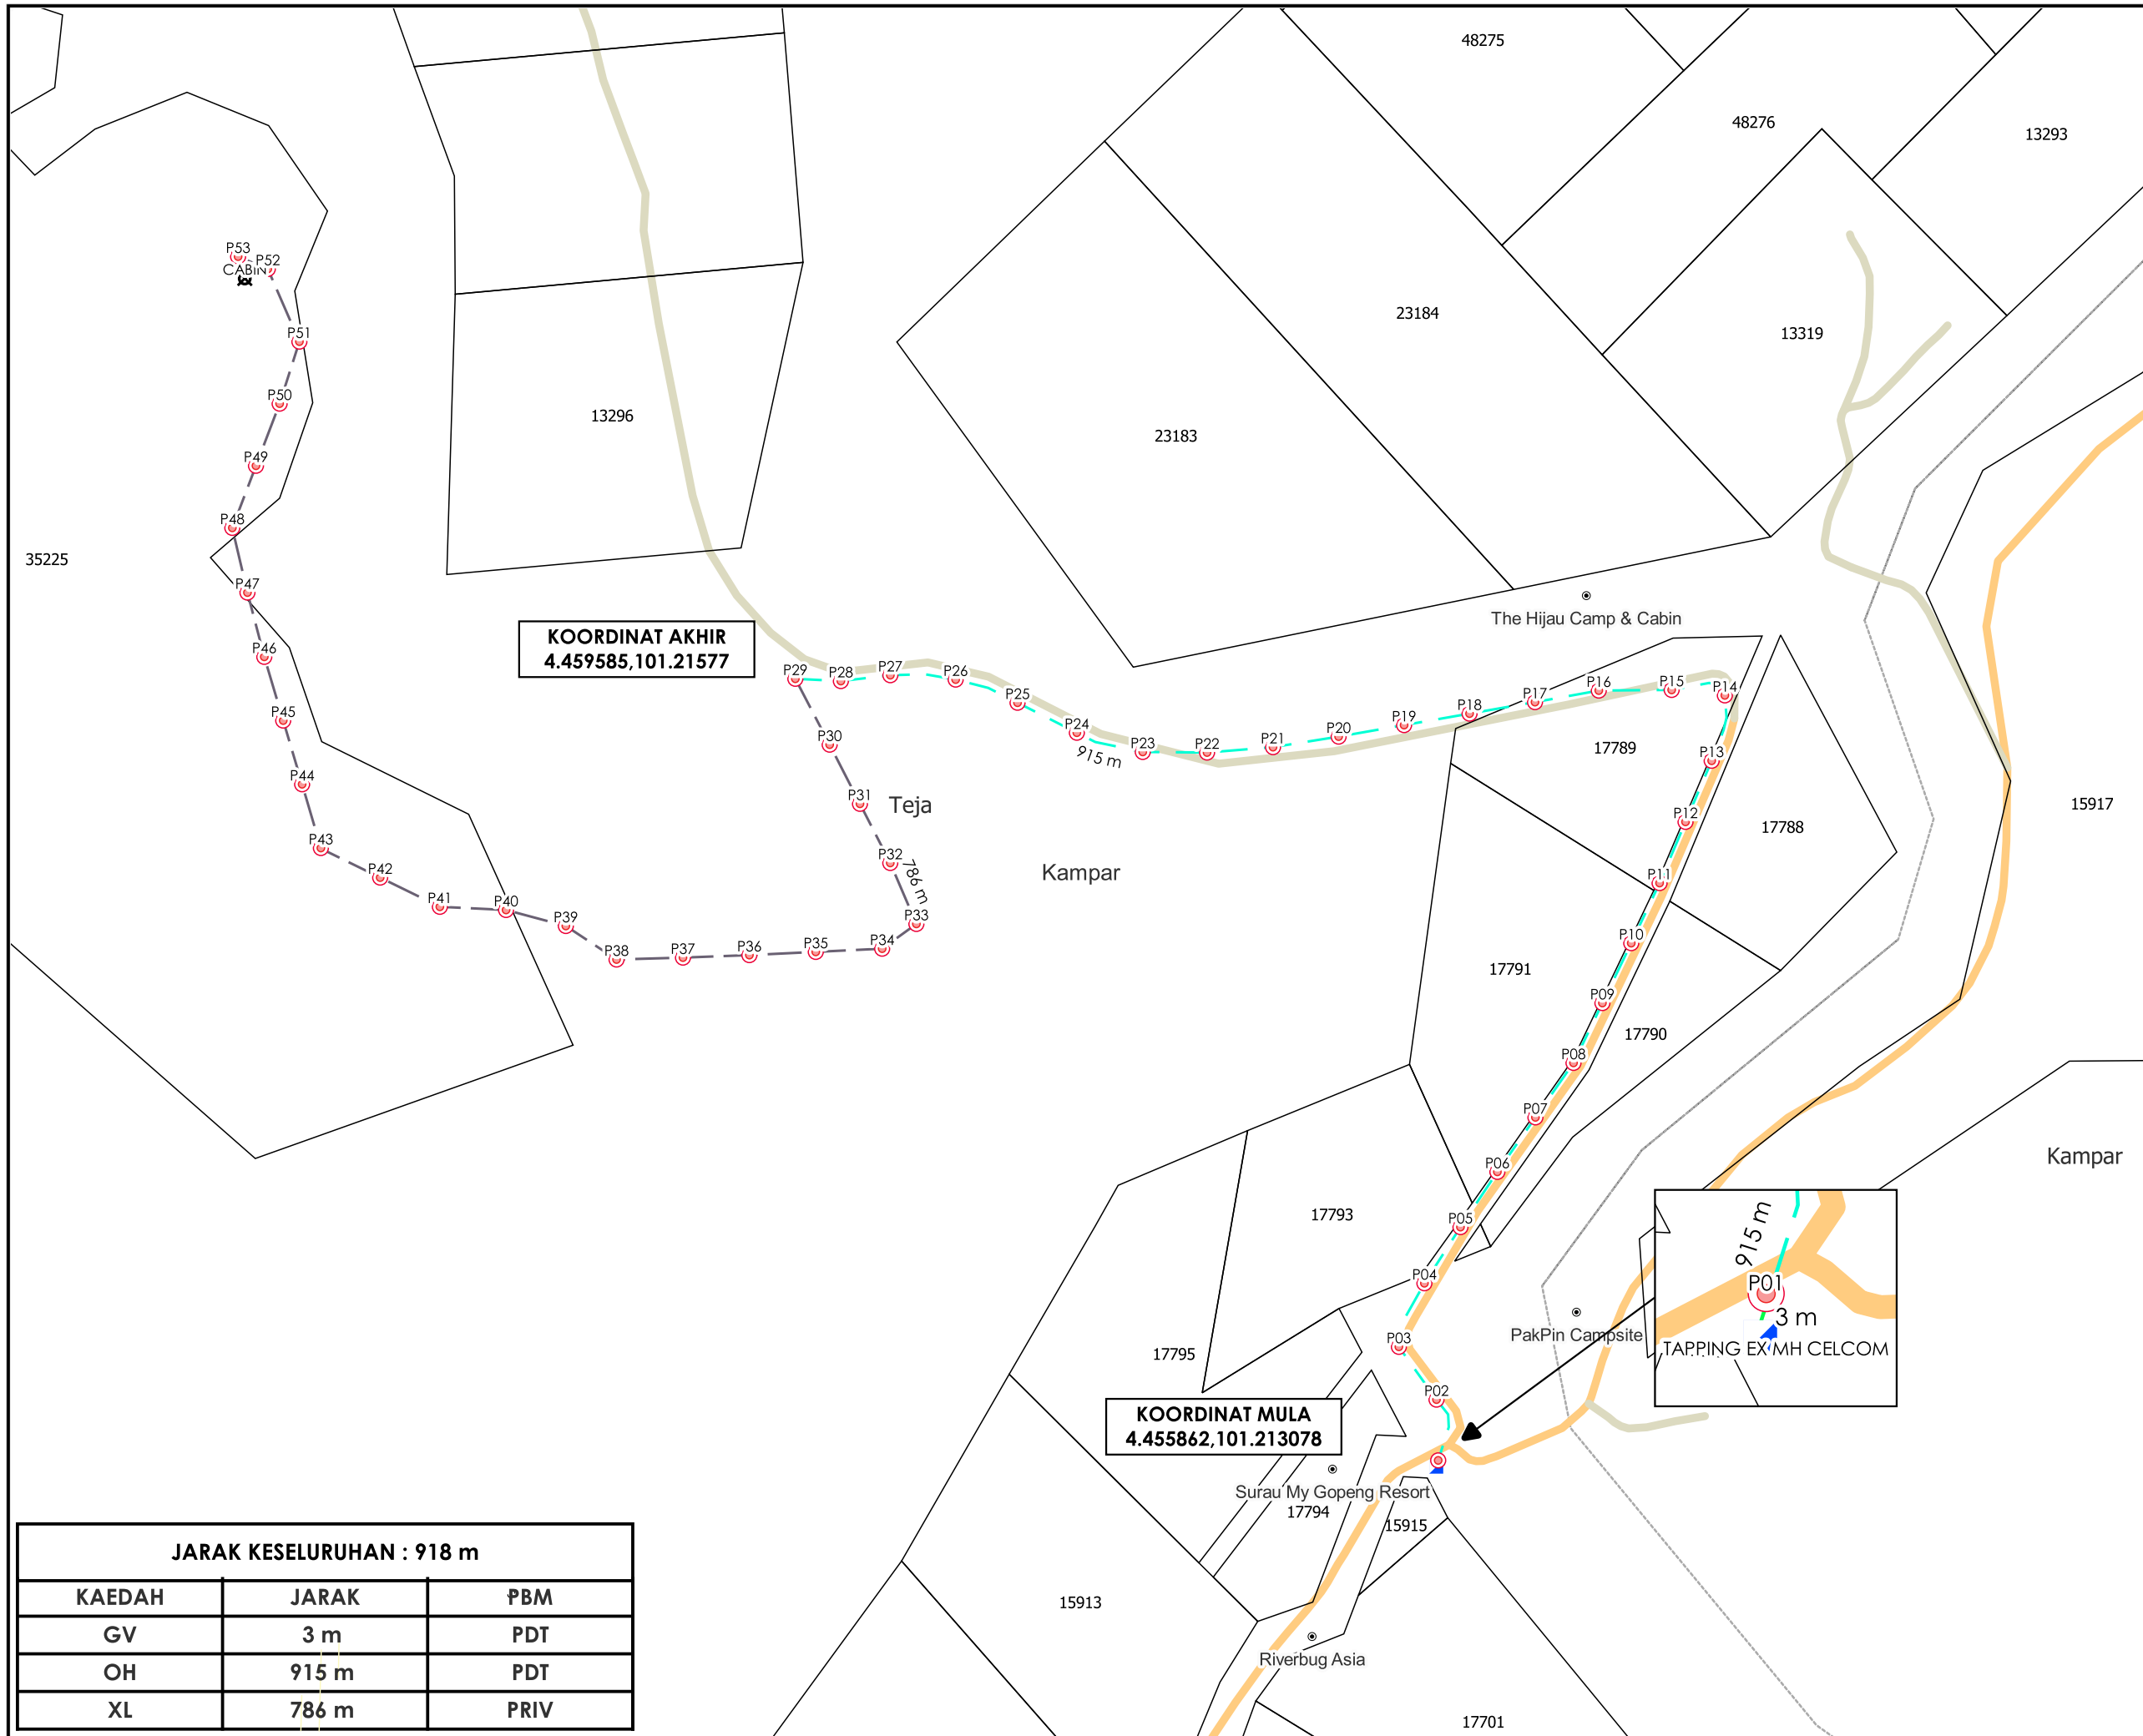 48275
48276
13293
P53
P52
CABIN
23184
13319
P51
P50
13296
23183
P49
P48
35225
P47
The Hijau Camp & Cabin
KOORDINAT AKHIR
4.459585,101.21577
P46
P29
P28
P27
P26
P25
P24
P23
P22
P21
P20
P19
P18
P17
P16
P15
P14
P45
915 m
17789
P30
P13
P44
P31
Teja
15917
P12
17788
P43
P32
786 m
Kampar
P42
P11
P41
P40
P39
P33
P38
P37
P36
P35
P34
P10
17791
P09
17790
P08
P07
Kampar
P06
17793
P05
915 m
P04
P01
3 m
PakPin Campsite
TAPPING EX MH CELCOM
P03
17795
P02
KOORDINAT MULA
4.455862,101.213078
Surau My Gopeng Resort
17794
15915
15913
Riverbug Asia
17701
JARAK KESELURUHAN : 918 m
KAEDAH JARAK PBM
GV 3 m PDT
OH 915 m PDT
XL 786 m PRIV